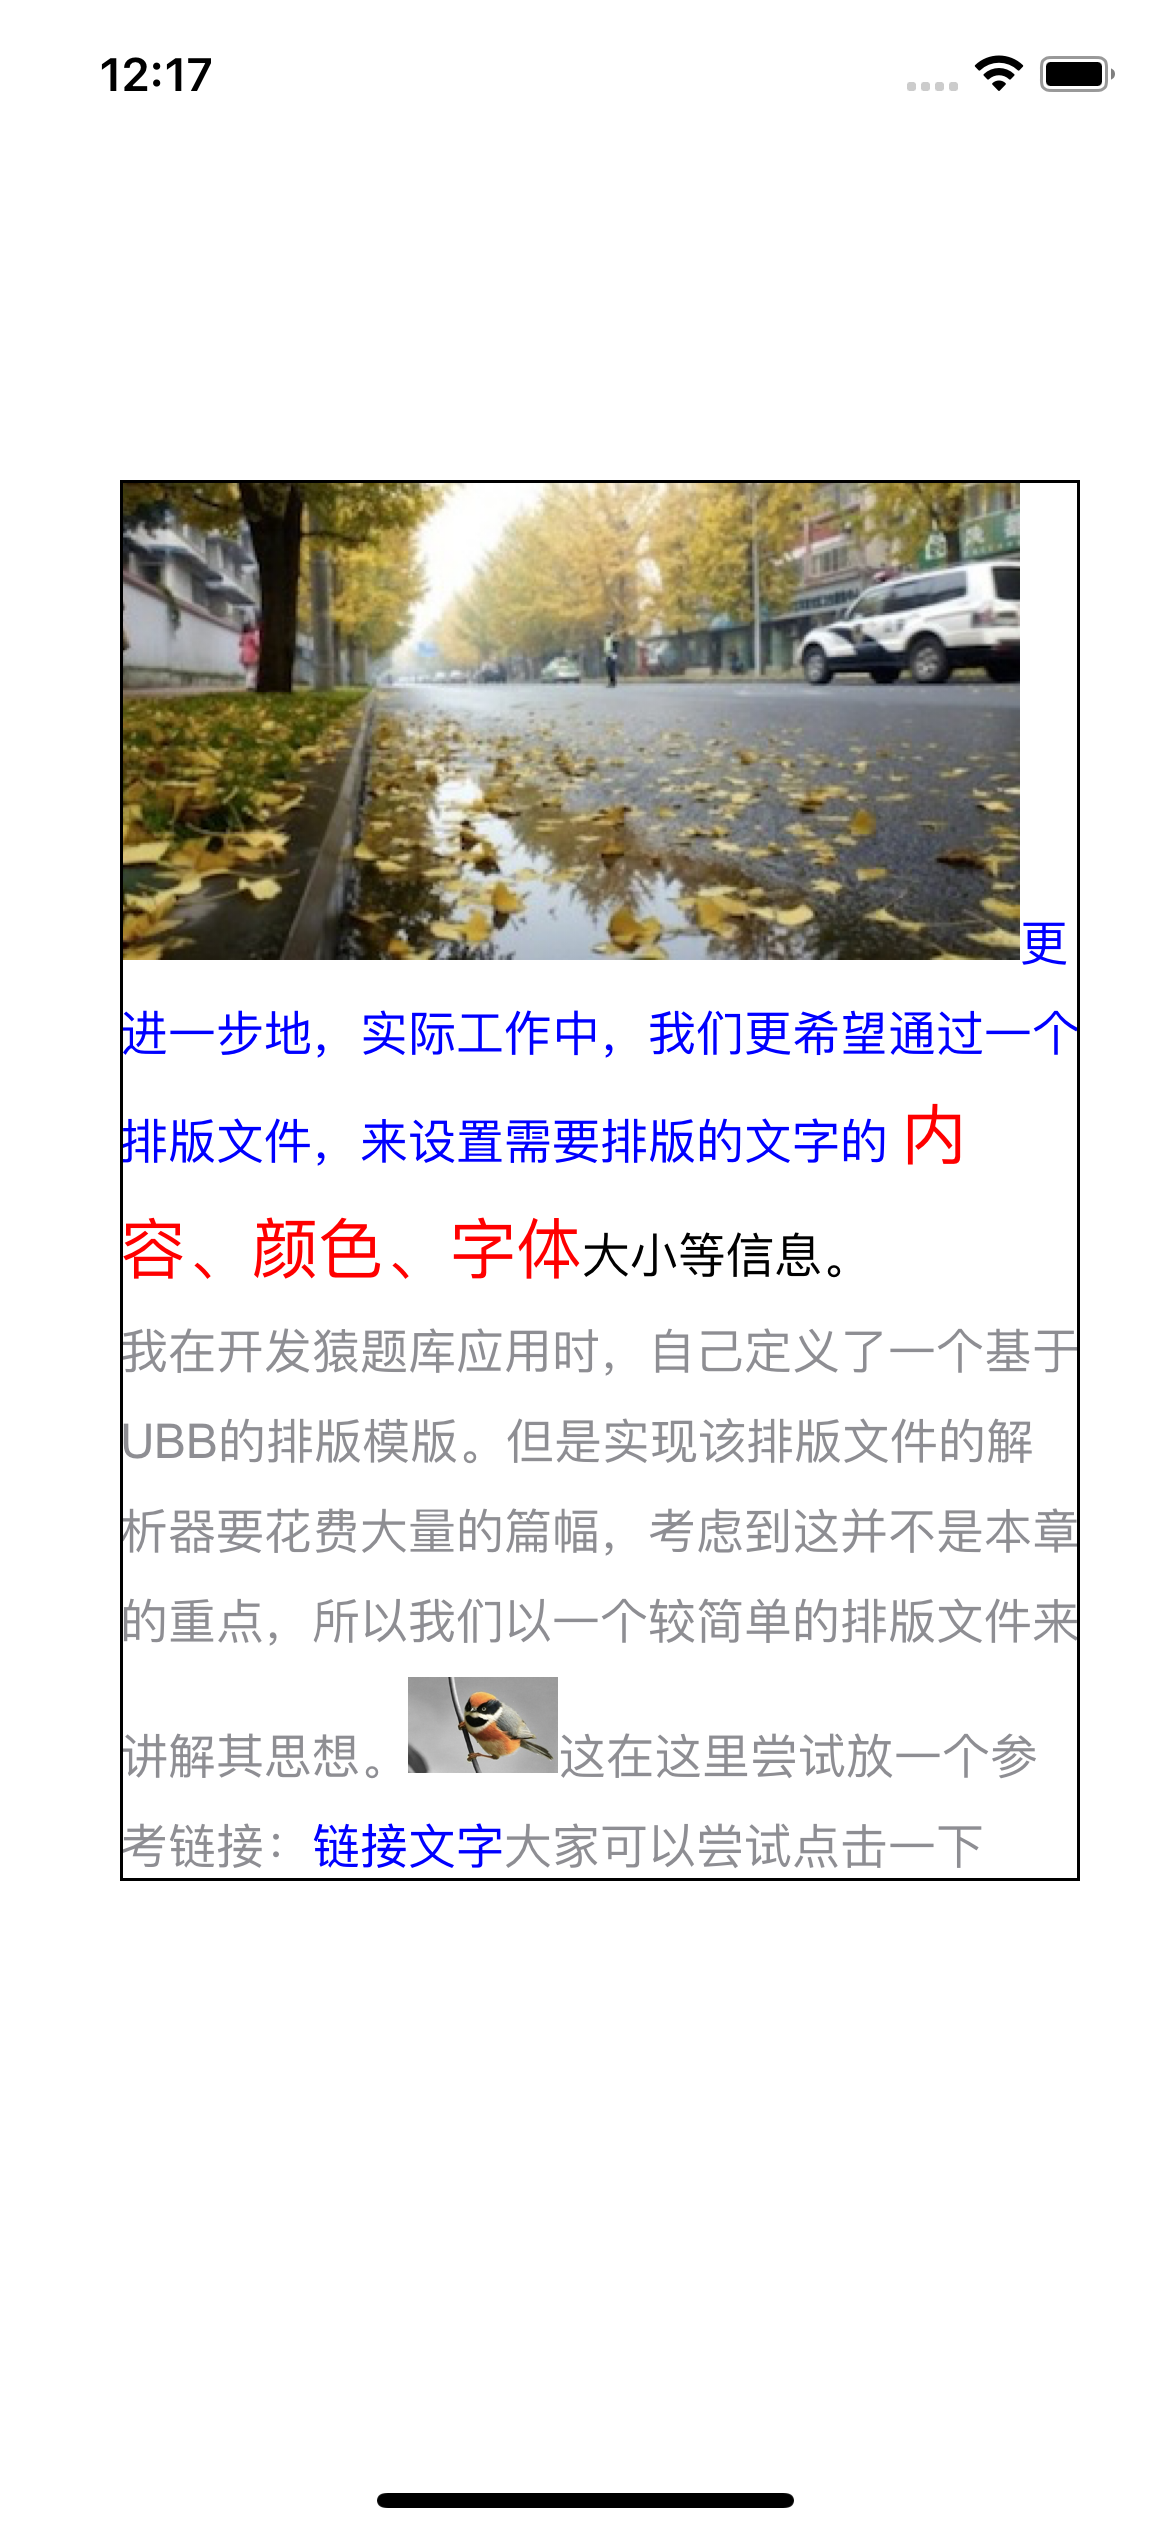 12:17
更
进一步地，实际工作中，我们更希望通过一个
排版文件，来设置需要排版的文字的 内
容、颜色、字体大小等信息。
我在开发猿题库应用时，自己定义了一个基于
UBB的排版模版。但是实现该排版文件的解
析器要花费大量的篇幅，考虑到这并不是本章
的重点，所以我们以一个较简单的排版文件来
讲解其思想。这在这里尝试放一个参
考链接：链接文字大家可以尝试点击一下